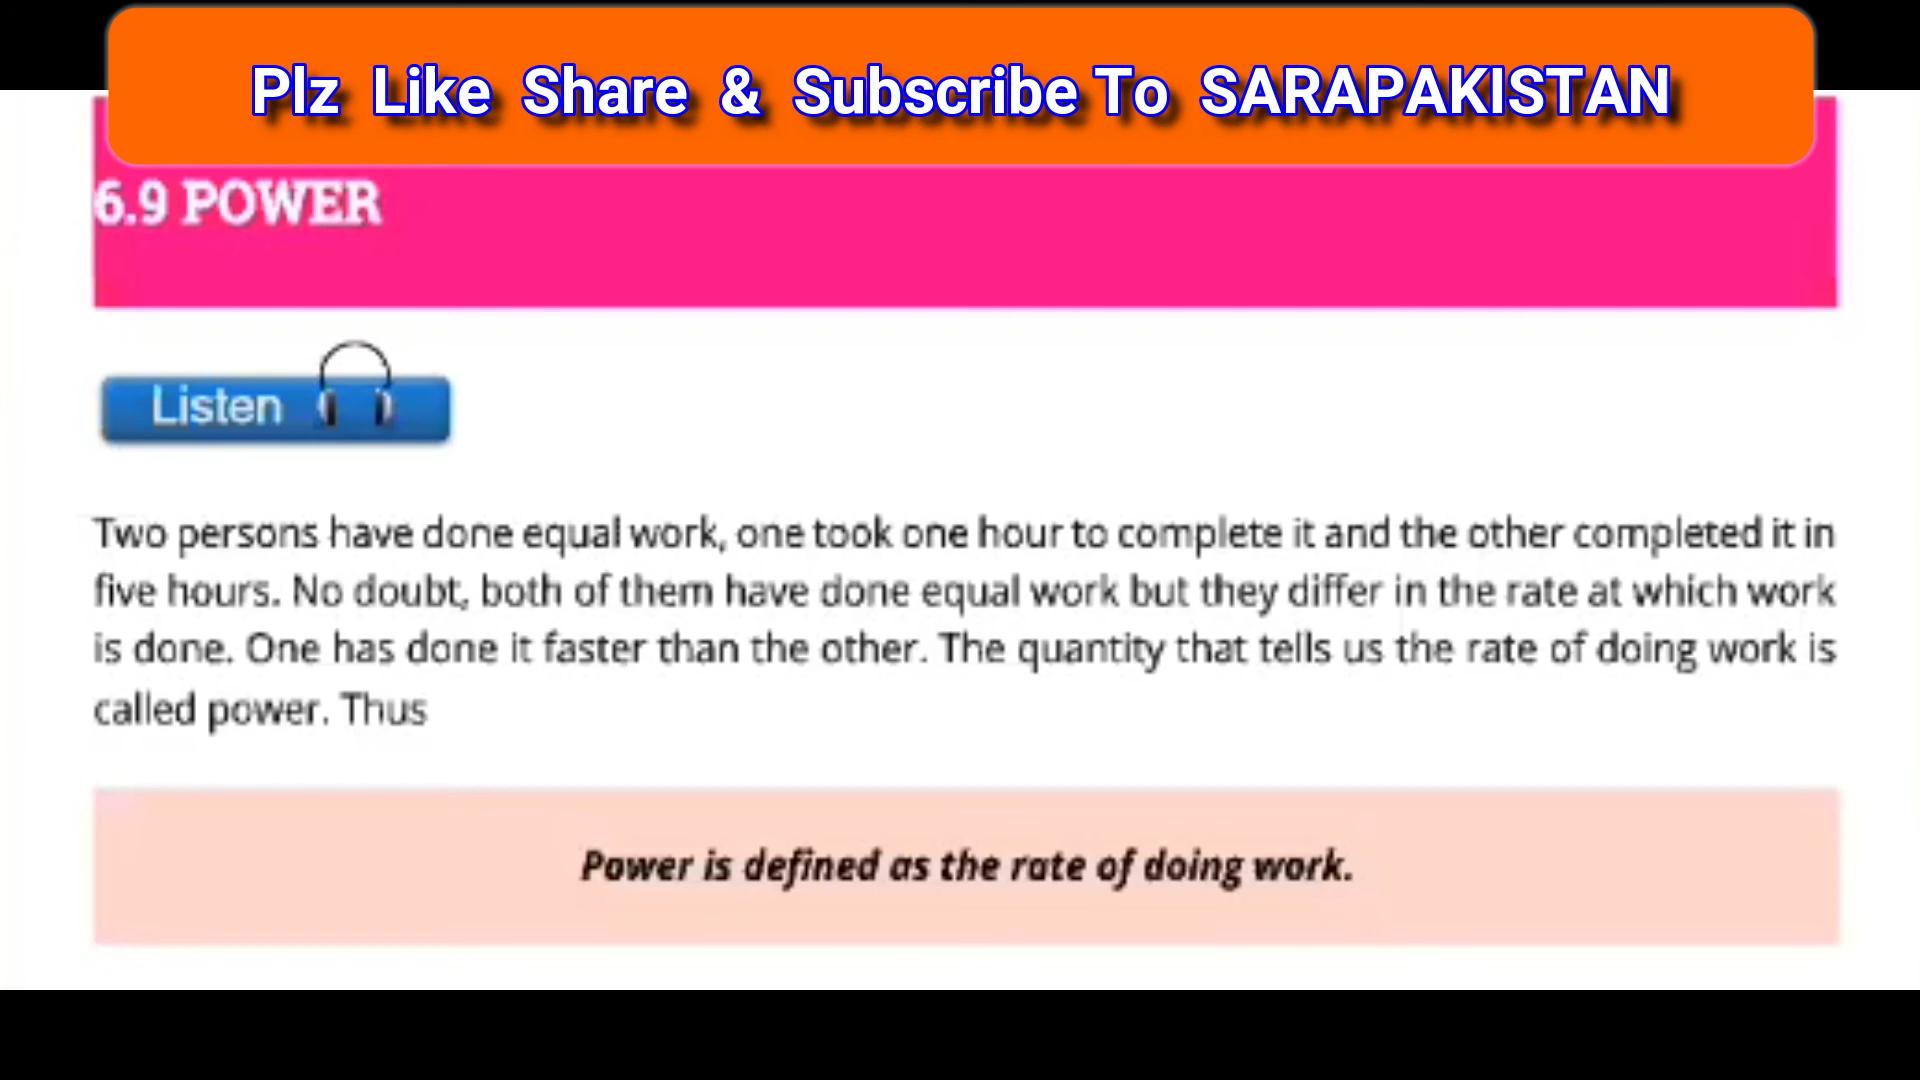 Plz Like Share & Subscribe To SARAPAKISTAN
6.9 POWER
Listen
Two persons have done equal work, one took one hour to complete it and the other completed it in
five hours. No doubt, both of them have done equal work but they differ in the rate at which work
is done. One has done it faster than the other. The quantity that tells us the rate of doing work is
called power. Thus
Power is defined as the rate of doing work.